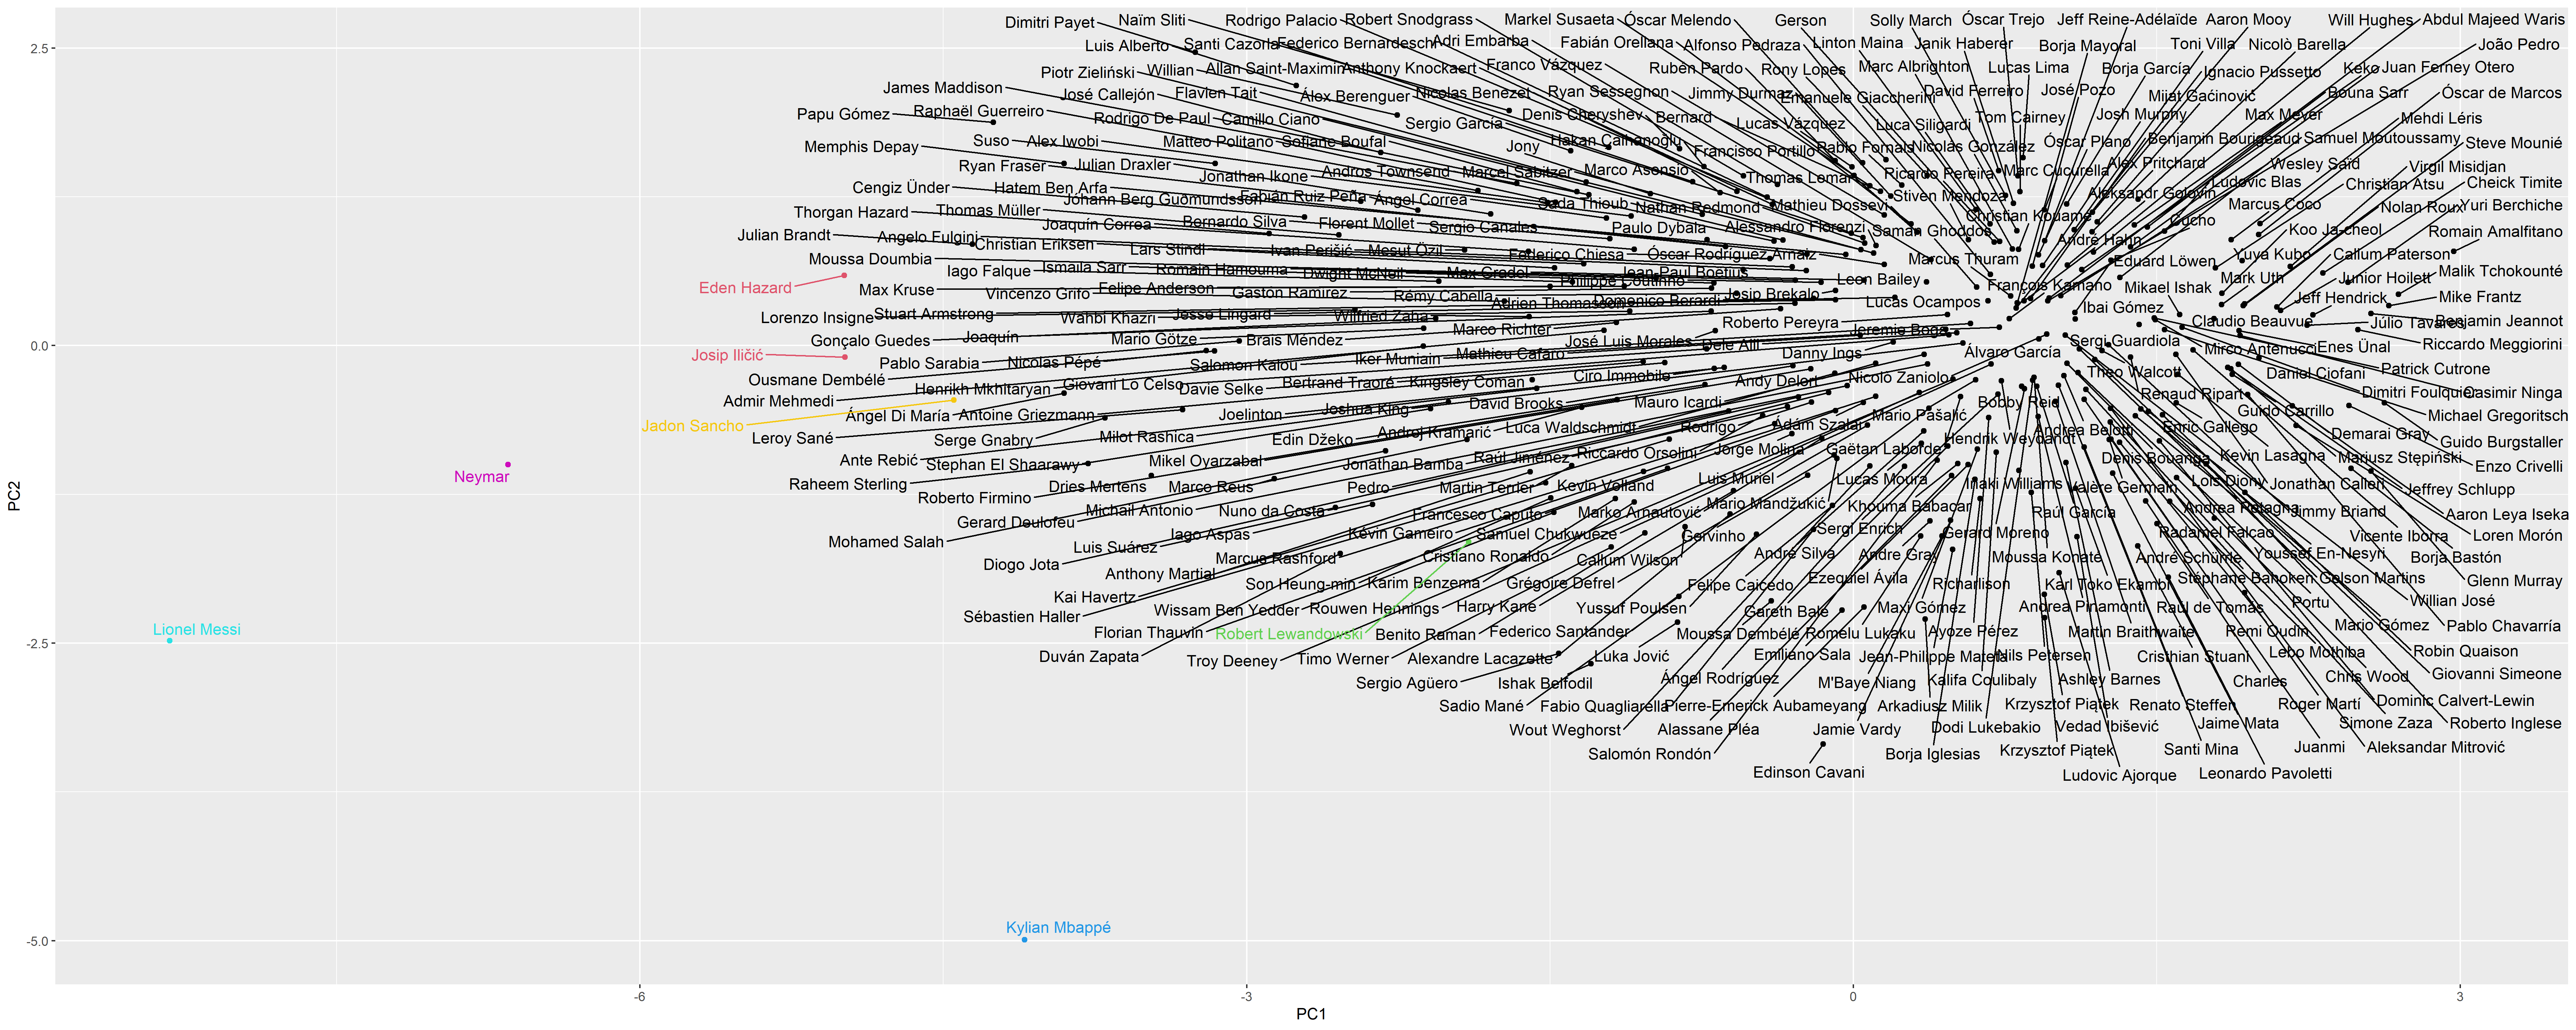 Dimitri Payet
Naïm Sliti
Rodrigo Palacio
Robert Snodgrass
Markel Susaeta
Óscar Melendo
Gerson
Solly March
Óscar Trejo
Jeff Reine-Adélaïde
Aaron Mooy
Will Hughes
Abdul Majeed Waris
2.5
Luis Alberto
Santi Cazorla
Federico Bernardeschi
Adri Embarba
Fabián Orellana
Alfonso Pedraza
Linton Maina
Janik Haberer
Borja Mayoral
Toni Villa
Nicolò Barella
João Pedro
Piotr Zieliński
Willian
Allan Saint-Maximin
Anthony Knockaert
Franco Vázquez
Rubén Pardo
Rony Lopes
Marc Albrighton
Lucas Lima
Borja García
Ignacio Pussetto
Keko
Juan Ferney Otero
James Maddison
José Callejón
Flavien Tait
Álex Berenguer
Nicolas Benezet
Ryan Sessegnon
Jimmy Durmaz
Emanuele Giaccherini
David Ferreiro
José Pozo
Mijat Gaćinović
Bouna Sarr
Óscar de Marcos
Papu Gómez
Raphaël Guerreiro
Rodrigo De Paul
Camillo Ciano
Sergio García
Denis Cheryshev
Bernard
Lucas Vázquez
Luca Siligardi
Tom Cairney
Josh Murphy
Max Meyer
Mehdi Léris
Memphis Depay
Suso
Alex Iwobi
Matteo Politano
Sofiane Boufal
Jony
Hakan Çalhanoğlu
Francisco Portillo
Pablo Fornals
Nicolás González
Óscar Plano
Benjamin Bourigeaud
Samuel Moutoussamy
Steve Mounié
Ryan Fraser
Julian Draxler
Jonathan Ikone
Andros Townsend
Marcel Sabitzer
Marco Asensio
Thomas Lemar
Ricardo Pereira
Marc Cucurella
Alex Pritchard
Wesley Saïd
Virgil Misidjan
Cengiz Ünder
Hatem Ben Arfa
Johann Berg Guðmundsson
Fabián Ruiz Peña
Ángel Correa
Sada Thioub
Nathan Redmond
Mathieu Dossevi
Stiven Mendoza
Aleksandr Golovin
Ludovic Blas
Christian Atsu
Cheick Timite
Thorgan Hazard
Thomas Müller
Joaquín Correa
Bernardo Silva
Florent Mollet
Sergio Canales
Paulo Dybala
Alessandro Florenzi
Saman Ghoddos
Christian Kouamé
Cucho
Marcus Coco
Nolan Roux
Yuri Berchiche
Julian Brandt
Angelo Fulgini
Christian Eriksen
Lars Stindl
Ivan Perišić
Mesut Özil
Federico Chiesa
Óscar Rodríguez Arnaiz
Marcus Thuram
André Hahn
Koo Ja-cheol
Romain Amalfitano
Moussa Doumbia
Iago Falque
Ismaila Sarr
Romain Hamouma
Dwight McNeil
Max Gradel
Philippe Coutinho
Jean-Paul Boëtius
Leon Bailey
François Kamano
Eduard Löwen
Yuya Kubo
Callum Paterson
Eden Hazard
Max Kruse
Vincenzo Grifo
Felipe Anderson
Gastón Ramírez
Rémy Cabella
Adrien Thomasson
Domenico Berardi
Josip Brekalo
Lucas Ocampos
Mikael Ishak
Mark Uth
Junior Hoilett
Malik Tchokounté
Lorenzo Insigne
Stuart Armstrong
Wahbi Khazri
Jesse Lingard
Wilfried Zaha
Marco Richter
Roberto Pereyra
Jeremie Boga
Ibai Gómez
Claudio Beauvue
Jeff Hendrick
Mike Frantz
Júlio Tavares
Benjamin Jeannot
0.0
Gonçalo Guedes
Joaquín
Mario Götze
Brais Méndez
Iker Muniain
Mathieu Cafaro
José Luis Morales
Dele Alli
Danny Ings
Álvaro García
Sergi Guardiola
Mirco Antenucci
Enes Ünal
Riccardo Meggiorini
Josip Iličić
Pablo Sarabia
Nicolas Pépé
Salomon Kalou
Ousmane Dembélé
Henrikh Mkhitaryan
Giovani Lo Celso
Davie Selke
Bertrand Traoré
Kingsley Coman
Ciro Immobile
Andy Delort
Nicolò Zaniolo
Theo Walcott
Daniel Ciofani
Patrick Cutrone
Admir Mehmedi
Ángel Di María
Antoine Griezmann
Joelinton
Joshua King
David Brooks
Mauro Icardi
Mario Pašalić
Bobby Reid
Renaud Ripart
Guido Carrillo
Dimitri Foulquier
Casimir Ninga
Jadon Sancho
Leroy Sané
Serge Gnabry
Milot Rashica
Edin Džeko
Andrej Kramarić
Luca Waldschmidt
Rodrigo
Ádám Szalai
Hendrik Weydandt
Andrea Belotti
Enric Gallego
Demarai Gray
Michael Gregoritsch
Guido Burgstaller
Ante Rebić
Stephan El Shaarawy
Mikel Oyarzabal
Jonathan Bamba
Raúl Jiménez
Riccardo Orsolini
Jorge Molina
Gaëtan Laborde
Denis Bouanga
Kevin Lasagna
Mariusz Stępiński
Enzo Crivelli
Neymar
Raheem Sterling
Roberto Firmino
Dries Mertens
Marco Reus
Pedro
Martin Terrier
Kevin Volland
Luis Muriel
Lucas Moura
Iñaki Williams
Valère Germain
Loïs Diony
Jonathan Calleri
Jeffrey Schlupp
PC2
Gerard Deulofeu
Michail Antonio
Nuno da Costa
Francesco Caputo
Marko Arnautović
Mario Mandžukić
Khouma Babacar
Raúl García
Andrea Petagna
Jimmy Briand
Aaron Leya Iseka
Mohamed Salah
Luis Suárez
Iago Aspas
Kévin Gameiro
Samuel Chukwueze
Gervinho
Sergi Enrich
Gerard Moreno
Radamel Falcao
Vicente Iborra
Loren Morón
Diogo Jota
Anthony Martial
Marcus Rashford
Cristiano Ronaldo
Callum Wilson
André Silva
Andre Gray
Moussa Konaté
André Schürrle
Youssef En-Nesyri
Borja Bastón
Kai Havertz
Son Heung-min
Karim Benzema
Grégoire Defrel
Felipe Caicedo
Ezequiel Ávila
Richarlison
Karl Toko Ekambi
Stéphane Bahoken
Gelson Martins
Glenn Murray
Sébastien Haller
Wissam Ben Yedder
Rouwen Hennings
Harry Kane
Yussuf Poulsen
Gareth Bale
Maxi Gómez
Andrea Pinamonti
Raúl de Tomás
Portu
Willian José
Lionel Messi
Florian Thauvin
Robert Lewandowski
Benito Raman
Federico Santander
Moussa Dembélé
Romelu Lukaku
Ayoze Pérez
Martin Braithwaite
Rémi Oudin
Mario Gómez
Pablo Chavarría
-2.5
Duván Zapata
Troy Deeney
Timo Werner
Alexandre Lacazette
Luka Jović
Emiliano Sala
Jean-Philippe Mateta
Nils Petersen
Cristhian Stuani
Lebo Mothiba
Robin Quaison
Sergio Agüero
Ishak Belfodil
Ángel Rodríguez
M'Baye Niang
Kalifa Coulibaly
Ashley Barnes
Charles
Chris Wood
Giovanni Simeone
Sadio Mané
Fabio Quagliarella
Pierre-Emerick Aubameyang
Arkadiusz Milik
Krzysztof Piątek
Renato Steffen
Roger Martí
Dominic Calvert-Lewin
Wout Weghorst
Alassane Pléa
Jamie Vardy
Dodi Lukebakio
Vedad Ibišević
Jaime Mata
Simone Zaza
Roberto Inglese
Salomón Rondón
Borja Iglesias
Krzysztof Piątek
Santi Mina
Juanmi
Aleksandar Mitrović
Edinson Cavani
Ludovic Ajorque
Leonardo Pavoletti
Kylian Mbappé
-5.0
-6
-3
0
3
PC1